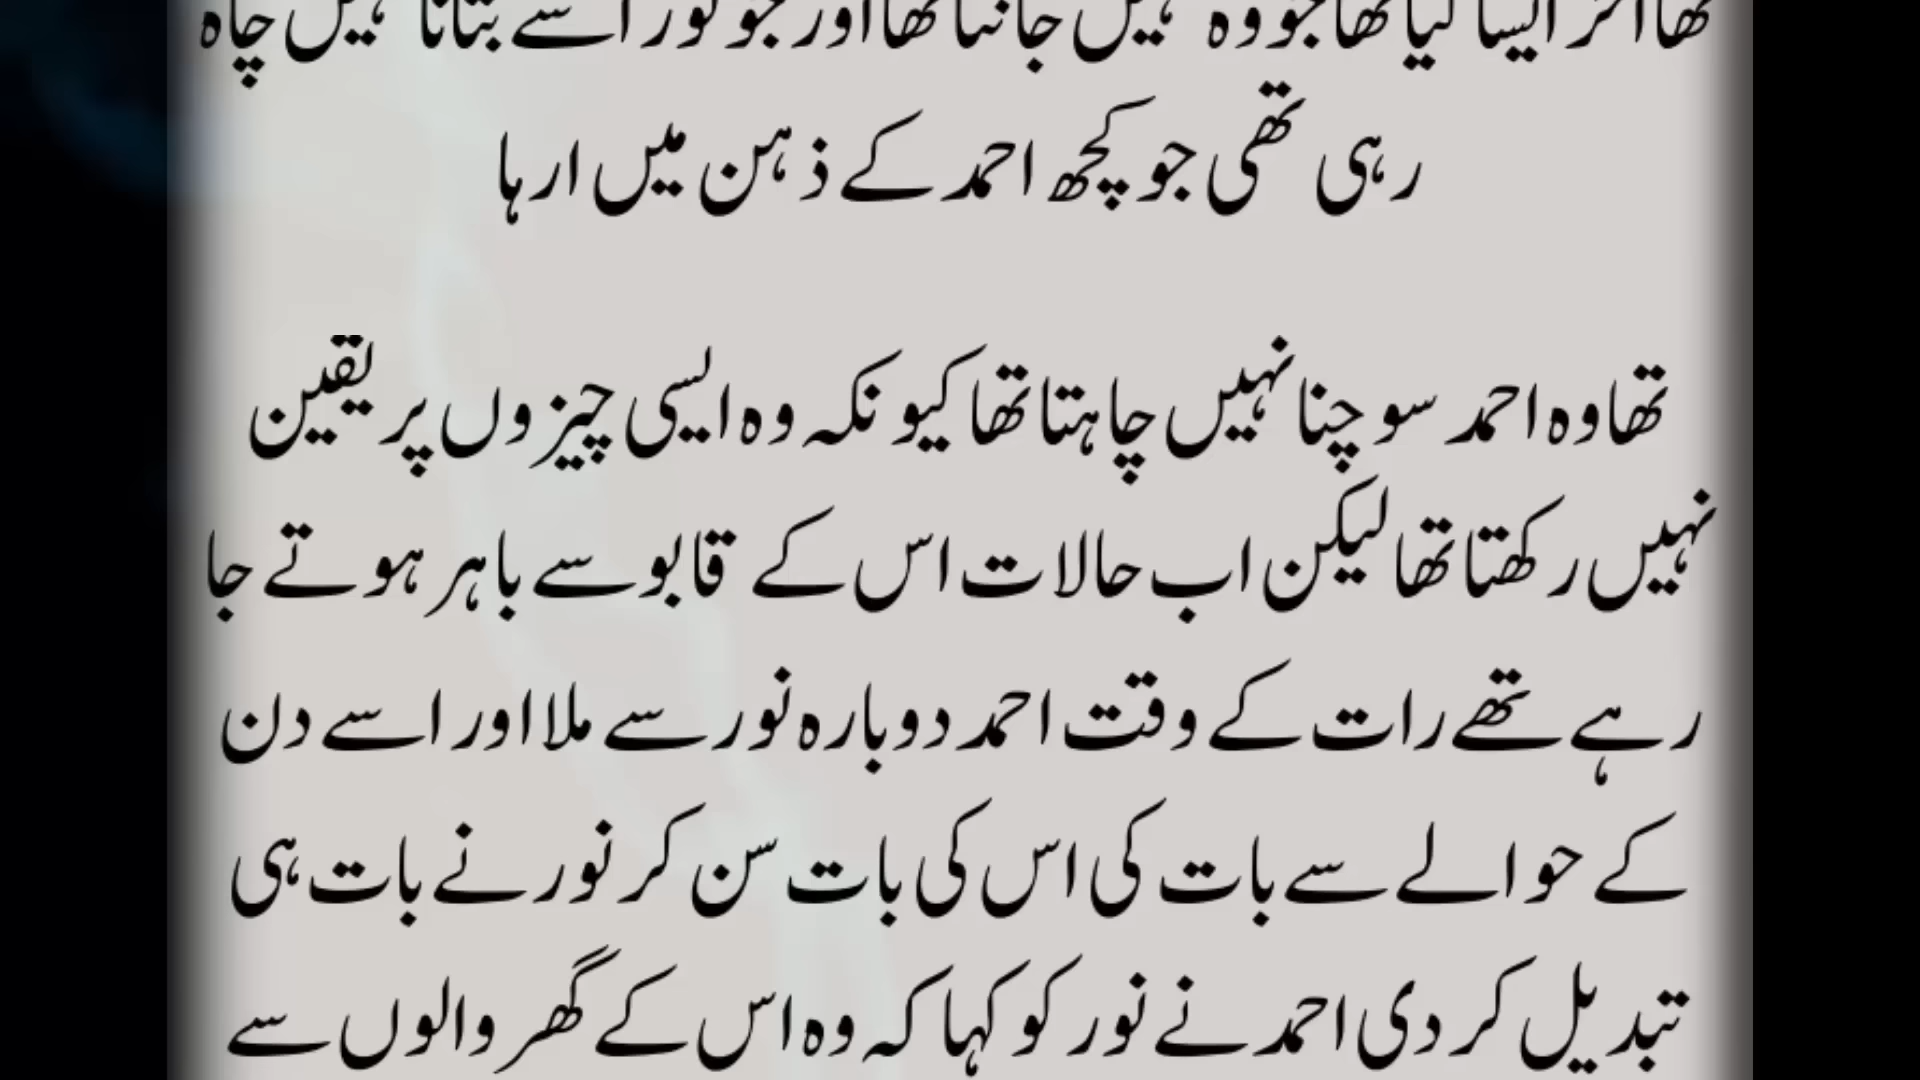 تھا اخر ایسا کیا تھا جو وہ نہیں جانتا تھا اور جو نور اسے بتانا نہیں چاہ
رہی تھی جو کچھ احمد کے ذہن میں ارہا
تھا وہ احمد سوچنا نہیں چاہتا تھا کیونکہ وہ ایسی چیزوں پر یقین
نہیں رکھتا تھا لیکن اب حالات اس کے قابو سے باہر ہوتے جا
رہے تھے رات کے وقت احمد دوبارہ نور سے ملا اور اسے دن
کے حوالے سے بات کی اس کی بات سن کر نور نے بات ہی
تبدیل کر دی احمد نے نور کو کہا کہ وہ اس کے گھر والوں سے